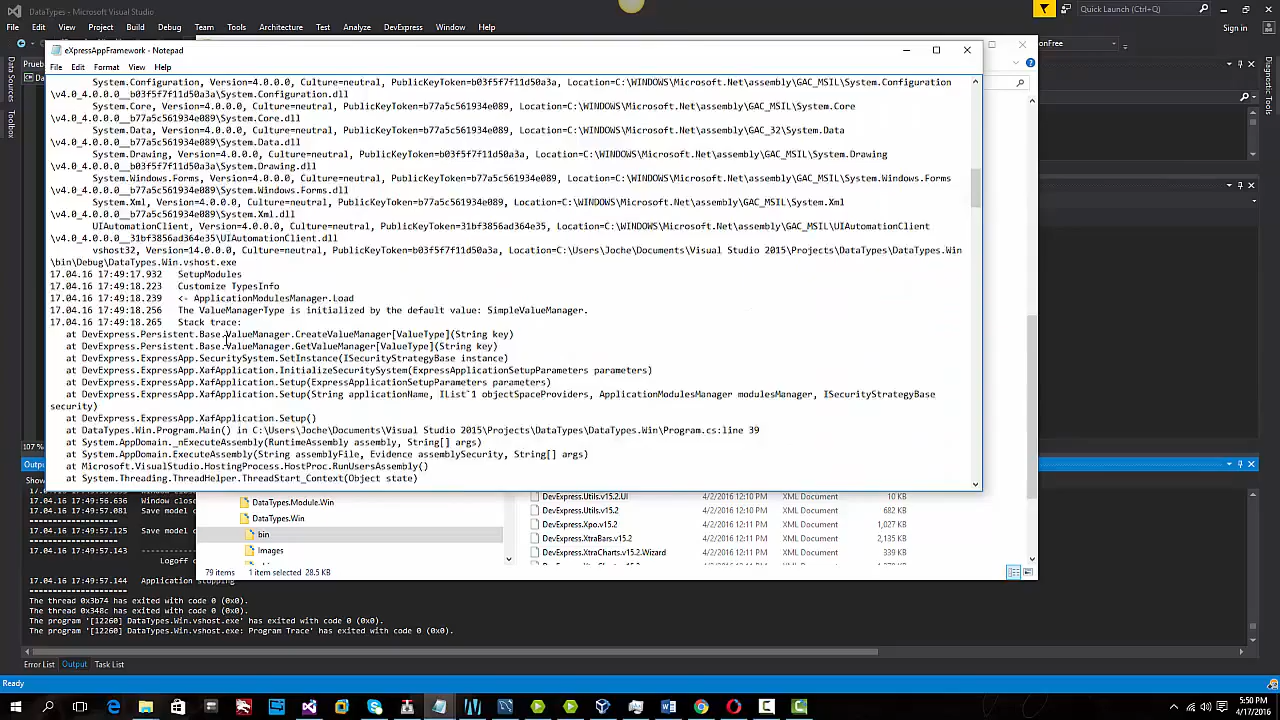 DataTypes - Microsoft Visual Studio
Quick Launch (Ctrl+Q)
File Edit View Project Build Debug Team Tools Architecture Test Analyze DevExpress Window Help
Sign in
eXpressAppFramework - Notepad
File Edit Format View Help
System.Configuration, Version=4.0.0.0, Culture=neutral, PublicKeyToken=b03f5f7f11d50a3a, Location=C:\WINDOWS\Microsoft.Net\assembly\GAC_MSIL\System.Configuration
\v4.0_4.0.0.0__b03f5f7f11d50a3a\System.Configuration.dll
System.Core, Version=4.0.0.0, Culture=neutral, PublicKeyToken=b77a5c561934e089, Location=C:\WINDOWS\Microsoft.Net\assembly\GAC_MSIL\System.Core
\v4.0_4.0.0.0__b77a5c561934e089\System.Core.dll
System.Data, Version=4.0.0.0, Culture=neutral, PublicKeyToken=b77a5c561934e089, Location=C:\WINDOWS\Microsoft.Net\assembly\GAC_32\System.Data
\v4.0_4.0.0.0__b77a5c561934e089\System.Data.dll
System.Drawing, Version=4.0.0.0, Culture=neutral, PublicKeyToken=b03f5f7f11d50a3a, Location=C:\WINDOWS\Microsoft.Net\assembly\GAC_MSIL\System.Drawing
\v4.0_4.0.0.0__b03f5f7f11d50a3a\System.Drawing.dll
System.Windows.Forms, Version=4.0.0.0, Culture=neutral, PublicKeyToken=b77a5c561934e089, Location=C:\WINDOWS\Microsoft.Net\assembly\GAC_MSIL\System.Windows.Forms
\v4.0_4.0.0.0__b77a5c561934e089\System.Windows.Forms.dll
System.Xml, Version=4.0.0.0, Culture=neutral, PublicKeyToken=b77a5c561934e089, Location=C:\WINDOWS\Microsoft.Net\assembly\GAC_MSIL\System.Xml
\v4.0_4.0.0.0__b77a5c561934e089\System.Xml.dll
UIAutomationClient, Version=4.0.0.0, Culture=neutral, PublicKeyToken=31bf3856ad364e35, Location=C:\WINDOWS\Microsoft.Net\assembly\GAC_MSIL\UIAutomationClient
\v4.0_4.0.0.0__31bf3856ad364e35\UIAutomationClient.dll
vshost32, Version=14.0.0.0, Culture=neutral, PublicKeyToken=b03f5f7f11d50a3a, Location=C:\Users\Joche\Documents\Visual Studio 2015\Projects\DataTypes\DataTypes.Win
\bin\Debug\DataTypes.Win.vshost.exe
17.04.16 17:49:17.932 SetupModules
17.04.16 17:49:18.223 Customize TypesInfo
17.04.16 17:49:18.239 <- ApplicationModulesManager.Load
17.04.16 17:49:18.256 The ValueManagerType is initialized by the default value: SimpleValueManager.
17.04.16 17:49:18.265 Stack trace:
at DevExpress.Persistent.Base.ValueManager.CreateValueManager[ValueType](String key)
at DevExpress.Persistent.Base.ValueManager.GetValueManager[ValueType](String key)
at DevExpress.ExpressApp.SecuritySystem.SetInstance(ISecurityStrategyBase instance)
at DevExpress.ExpressApp.XafApplication.InitializeSecuritySystem(ExpressApplicationSetupParameters parameters)
at DevExpress.ExpressApp.XafApplication.Setup(ExpressApplicationSetupParameters parameters)
at DevExpress.ExpressApp.XafApplication.Setup(String applicationName, IList`1 objectSpaceProviders, ApplicationModulesManager modulesManager, ISecurityStrategyBase
security)
at DevExpress.ExpressApp.XafApplication.Setup()
at DataTypes.Win.Program.Main() in C:\Users\Joche\Documents\Visual Studio 2015\Projects\DataTypes\DataTypes.Win\Program.cs:line 39
at System.AppDomain._nExecuteAssembly(RuntimeAssembly assembly, String[] args)
at System.AppDomain.ExecuteAssembly(String assemblyFile, Evidence assemblySecurity, String[] args)
at Microsoft.VisualStudio.HostingProcess.HostProc.RunUsersAssembly()
at System.Threading.ThreadHelper.ThreadStart_Context(Object state)
Document Outline
Toolbox
Diagnostic Tools
107 %
17.04.16 17:49:56.636 Window close
17.04.16 17:49:57.081 Save model
17.04.16 17:49:57.129 Save model
17.04.16 17:49:57.143
Logoff
17.04.16 17:49:57.144 Application stopping
The thread 0x3b74 has exited with code 0 (0x0).
The thread 0x348c has exited with code 0 (0x0).
The program '[12260] DataTypes.Win.vshost.exe' has exited with code 0 (0x0).
The program '[12260] DataTypes.Win.vshost.exe: Program Trace' has exited with code 0 (0x0).
DataTypes.Module.Win
DataTypes.Win
bin
Images
DevExpress.Utils.v15.2.UI 4/2/2016 12:10 PM XML Document 10 KB
DevExpress.Utils.v15.2 4/2/2016 12:10 PM XML Document 682 KB
DevExpress.Xpo.v15.2 4/2/2016 12:10 PM XML Document 1,027 KB
DevExpress.XtraBars.v15.2 4/2/2016 12:10 PM XML Document 2,135 KB
DevExpress.XtraCharts.v15.2.Wizard 4/2/2016 12:10 PM XML Document 339 KB
79 items 1 item selected 28.5 KB
Error List Output Task List
Ready
5:50 PM
4/17/2016